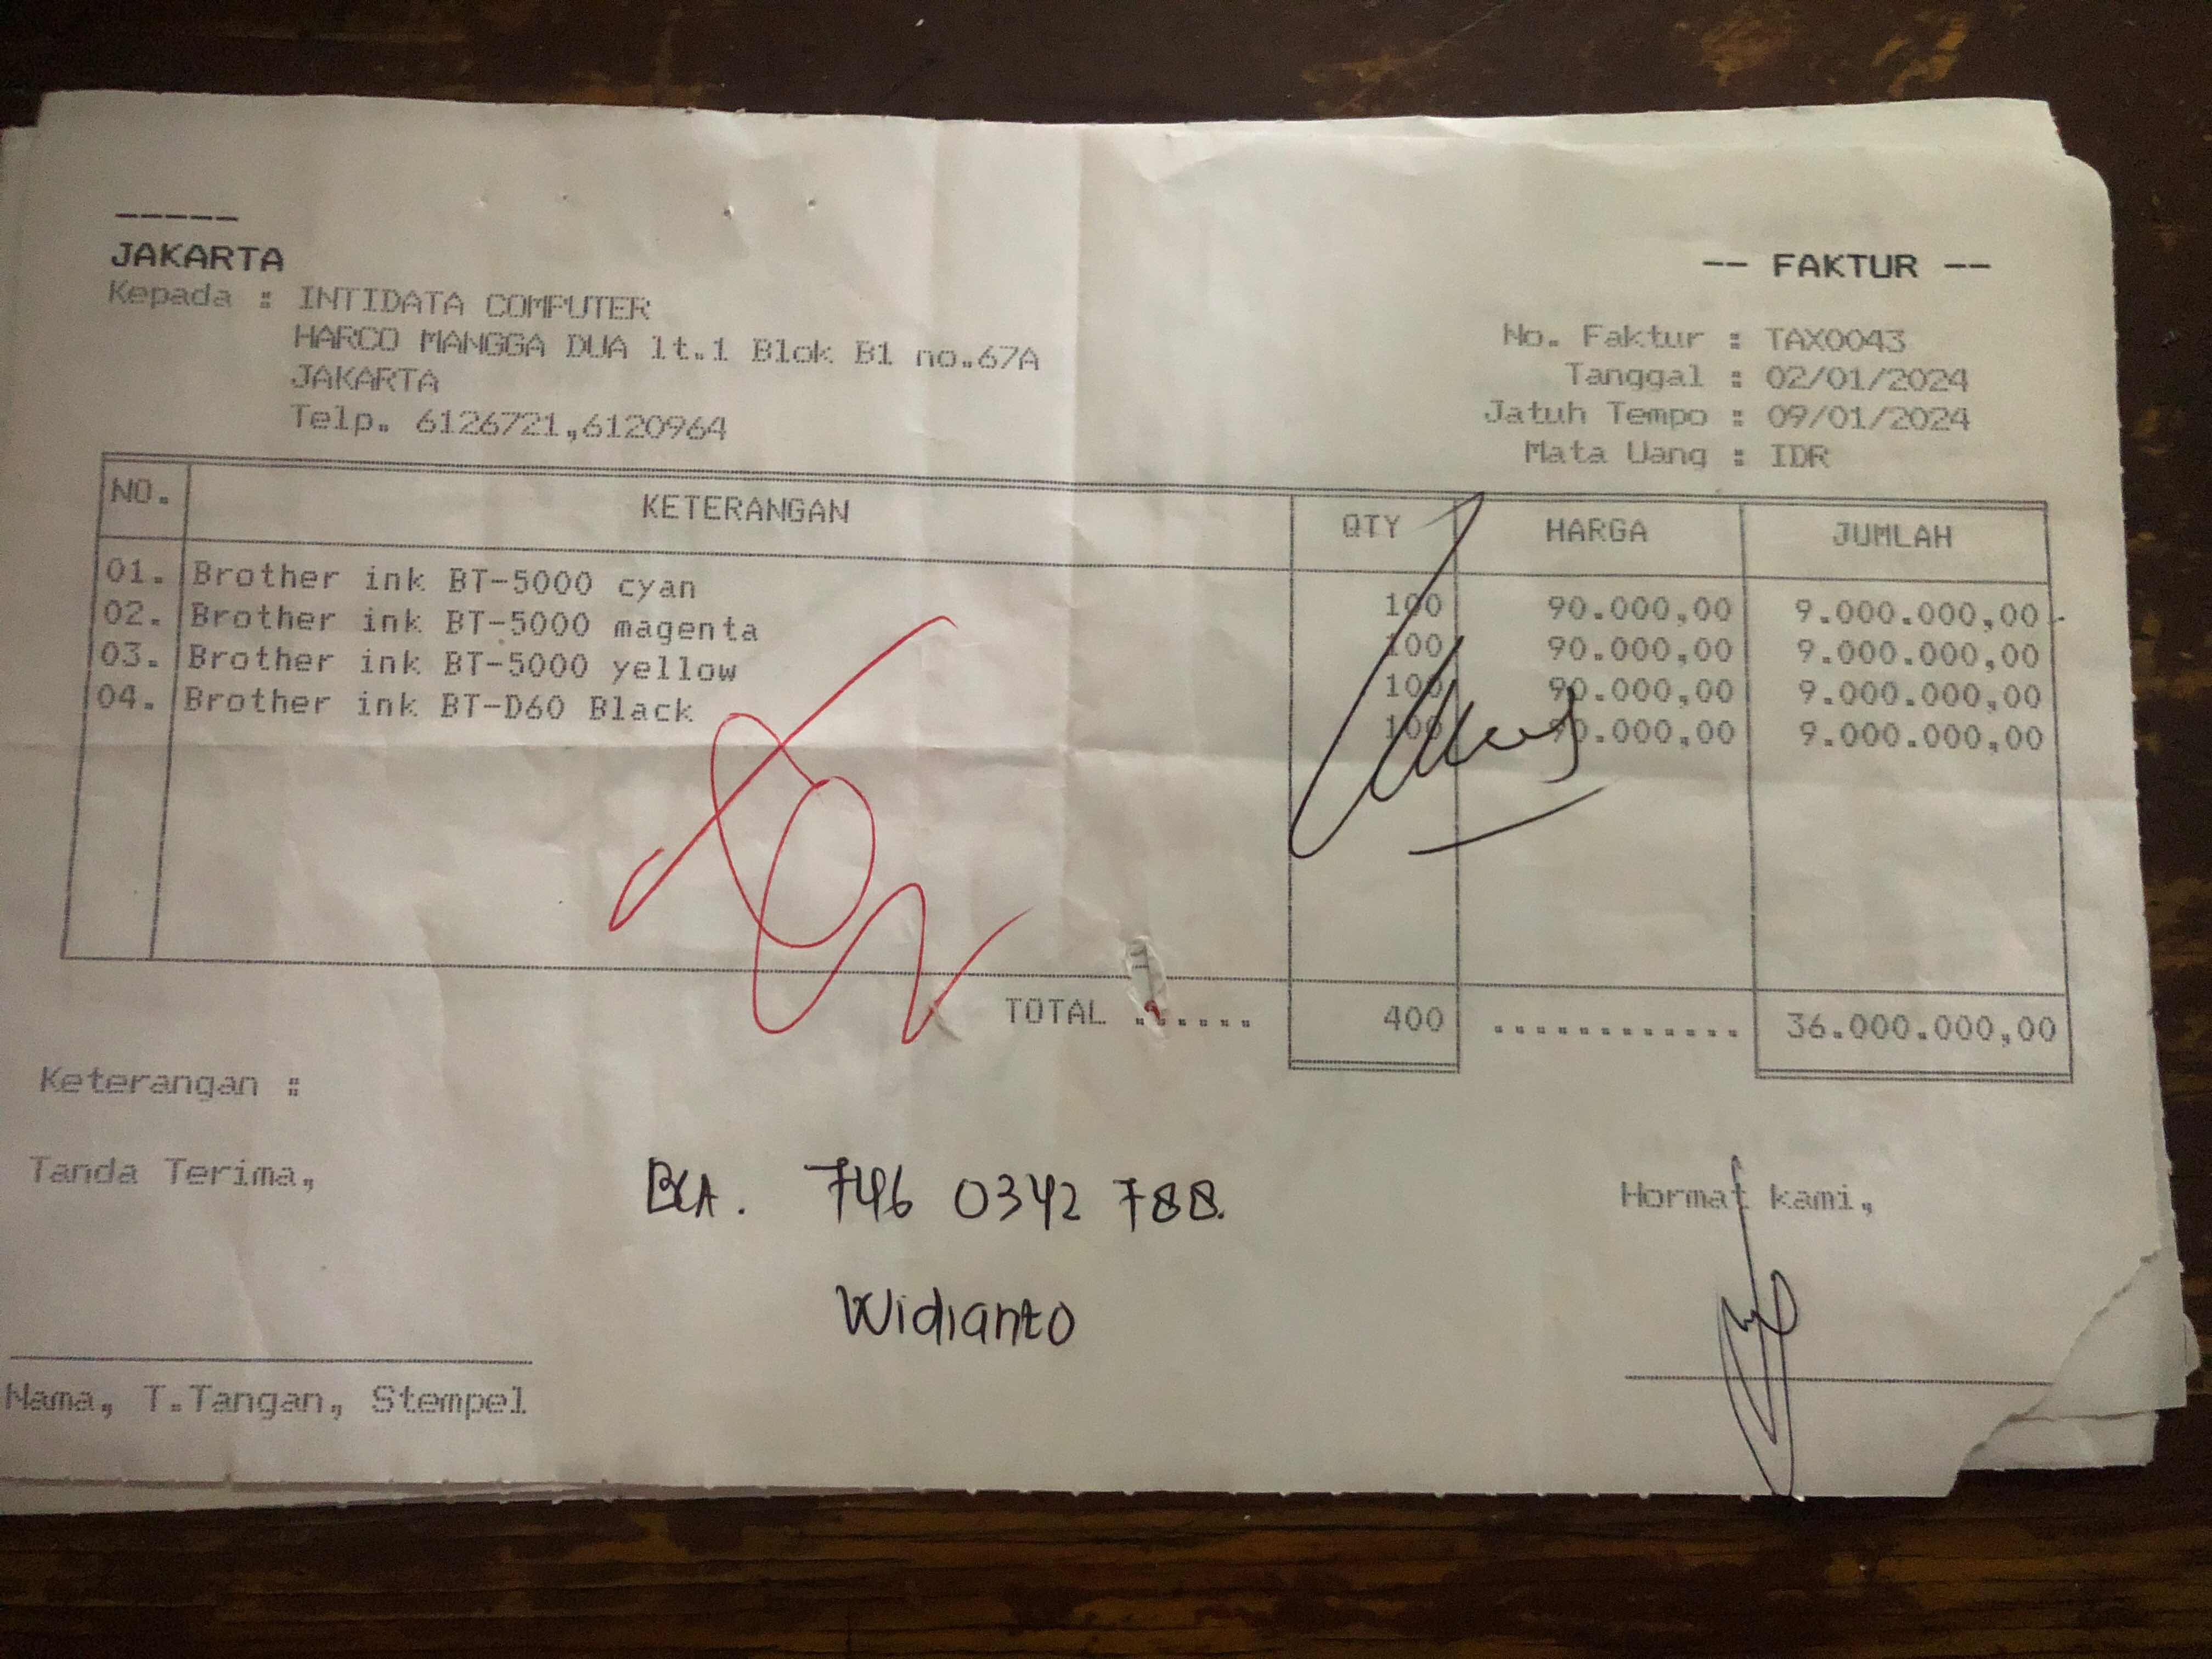 -----
JAKARTA
-- FAKTUR --
Kepada : INTIDATA COMPUTER
HARCO MANGGA DUA lt.1 Blok B1 no.67A
JAKARTA
Telp. 6126721,6120964
No. Faktur : TAX0043
Tanggal : 02/01/2024
Jatuh Tempo : 09/01/2024
Mata Uang : IDR
NO. KETERANGAN QTY HARGA JUMLAH
01. Brother ink BT-5000 cyan 100 90.000,00 9.000.000,00
02. Brother ink BT-5000 magenta 100 90.000,00 9.000.000,00
03. Brother ink BT-5000 yellow 100 90.000,00 9.000.000,00
04. Brother ink BT-D60 Black 100 90.000,00 9.000.000,00
TOTAL ....... 400 ............ 36.000.000,00
Keterangan :
Tanda Terima,
Hormat kami,
BCA. 746 0342 788.
Widianto
Nama, T.Tangan, Stempel